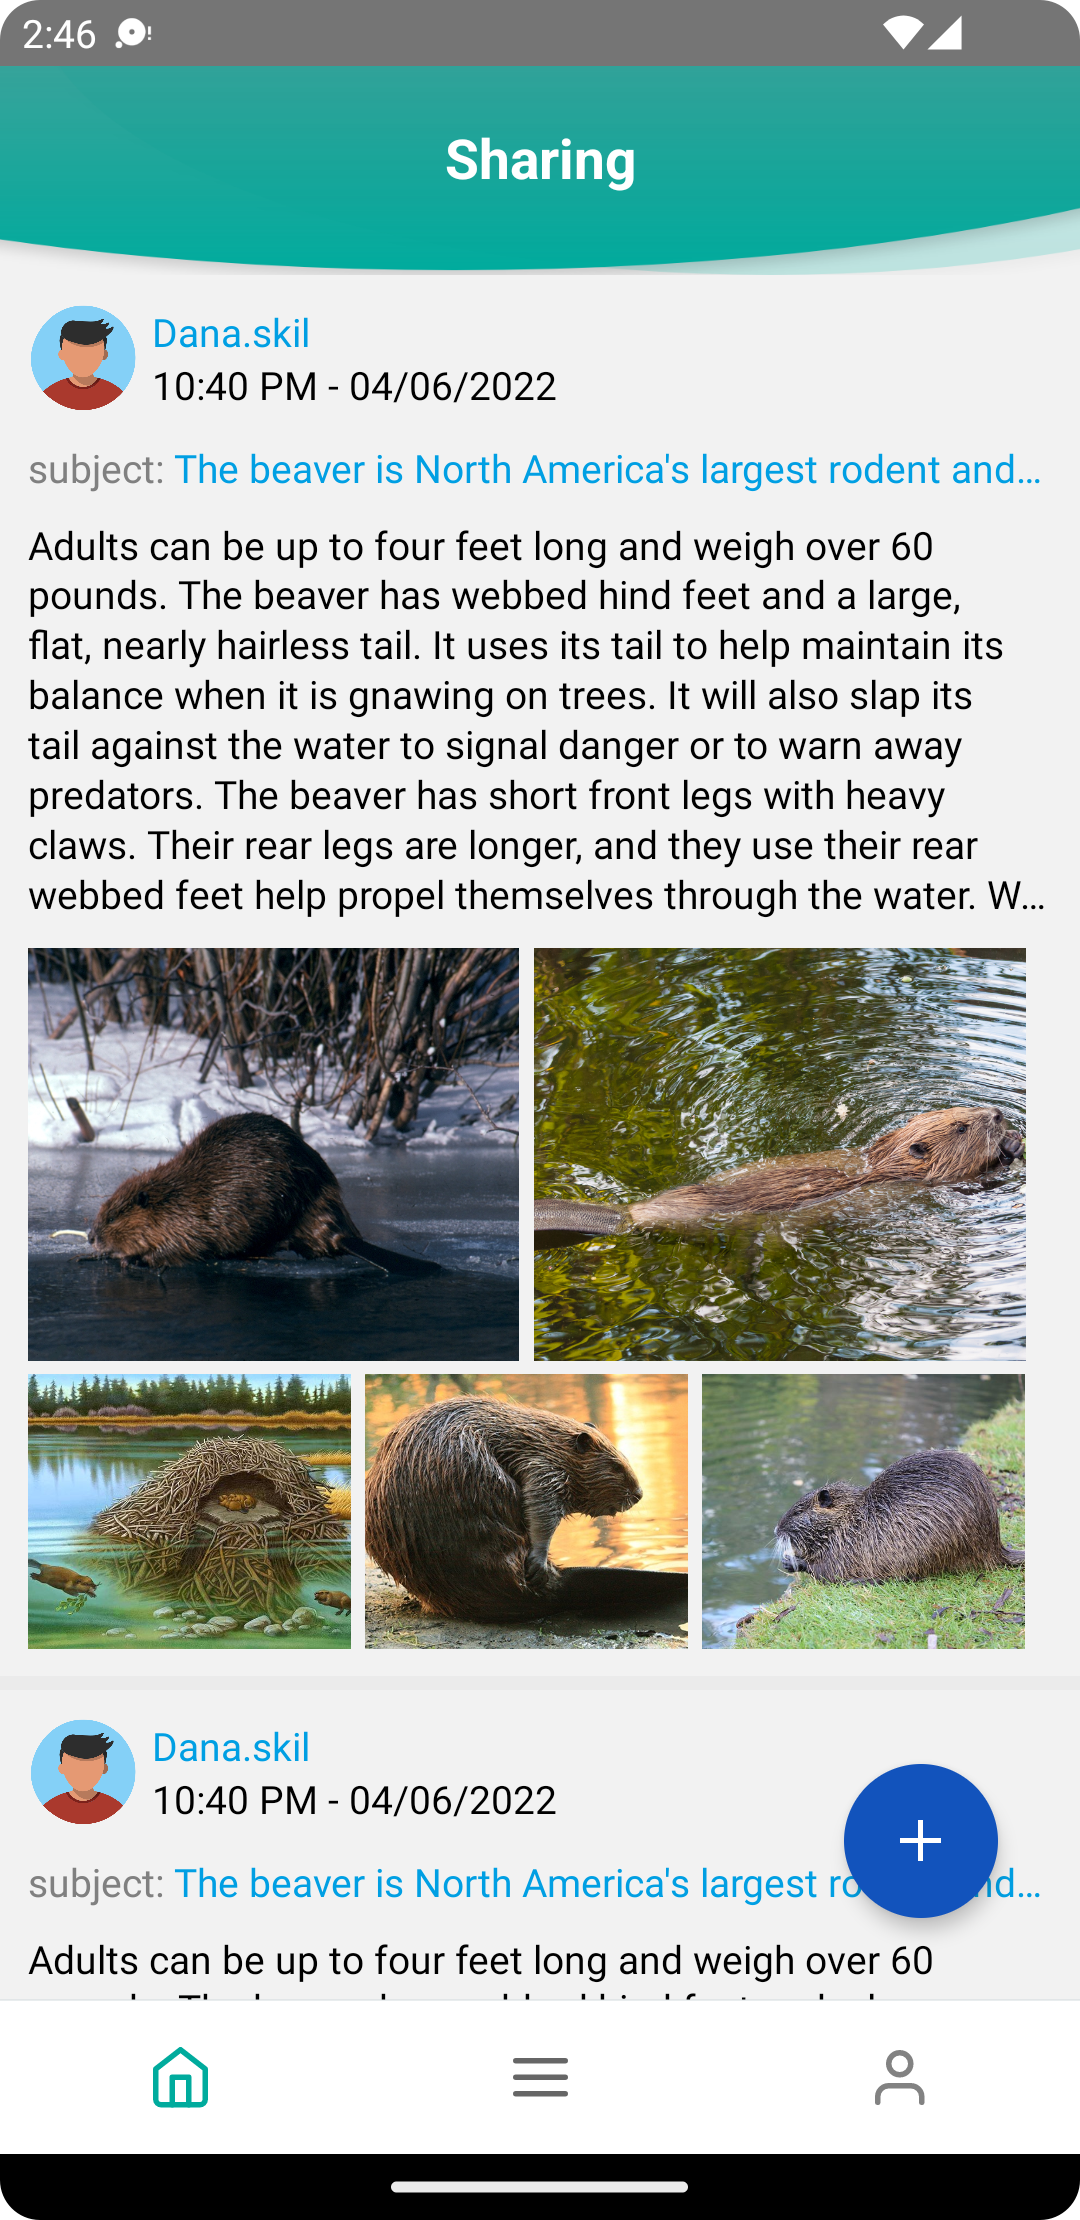 2:46
Sharing
Dana.skil
10:40 PM - 04/06/2022
subject: The beaver is North America's largest rodent and...
Adults can be up to four feet long and weigh over 60
pounds. The beaver has webbed hind feet and a large,
flat, nearly hairless tail. It uses its tail to help maintain its
balance when it is gnawing on trees. It will also slap its
tail against the water to signal danger or to warn away
predators. The beaver has short front legs with heavy
claws. Their rear legs are longer, and they use their rear
webbed feet help propel themselves through the water. W...
Dana.skil
10:40 PM - 04/06/2022
subject: The beaver is North America's largest
Adults can be up to four feet long and weigh over 60